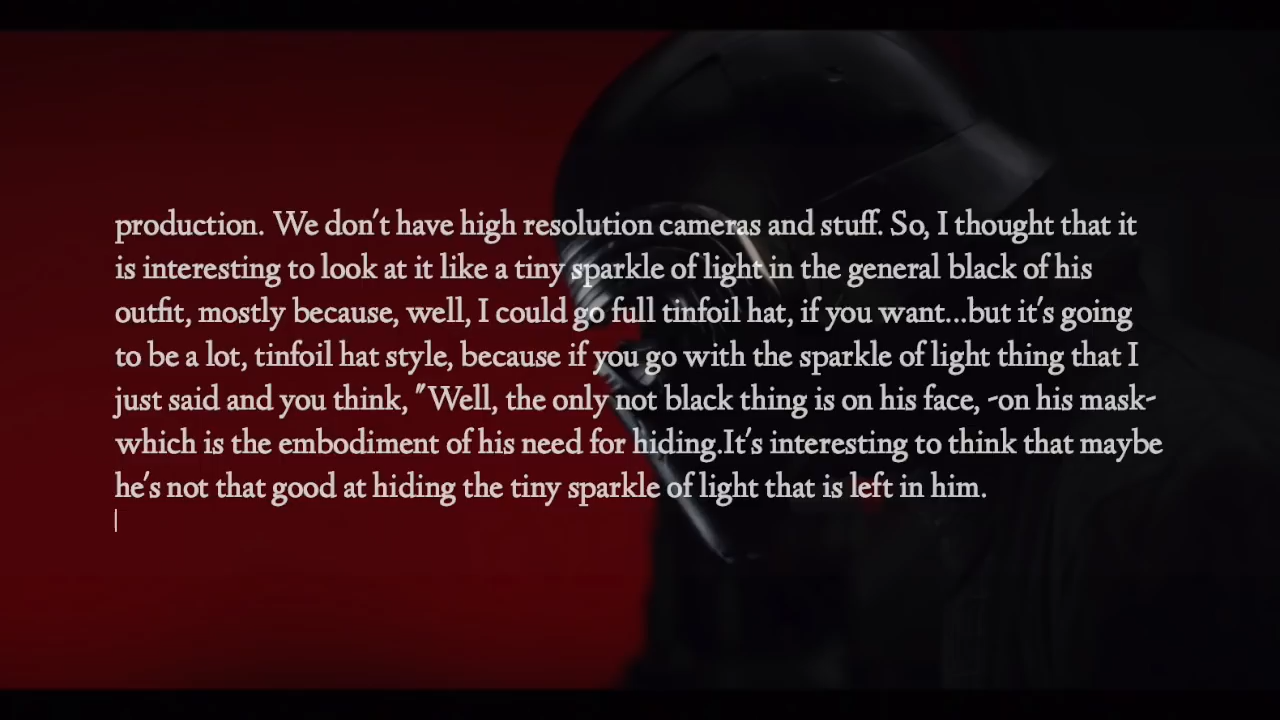 production. We don't have high resolution cameras and stuff. So, I thought that it
is interesting to look at it like a tiny sparkle of light in the general black of his
outfit, mostly because, well, I could go full tinfoil hat, if you want...but it's going
to be a lot, tinfoil hat style, because if you go with the sparkle of light thing that I
just said and you think, "Well, the only not black thing is on his face, -on his mask-
which is the embodiment of his need for hiding.It's interesting to think that maybe
he's not that good at hiding the tiny sparkle of light that is left in him.